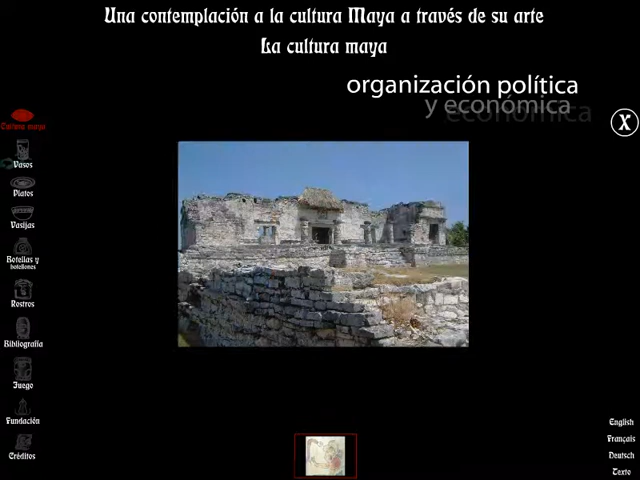 Una contemplación a la cultura Maya a través de su arte
La cultura maya
organización política
y económica
X
Cultura maya
Vasos
Platos
Vasijas
Botellas y
botellones
Rostros
Bibliografía
Juego
Fundación
Créditos
English
Français
Deutsch
Texto